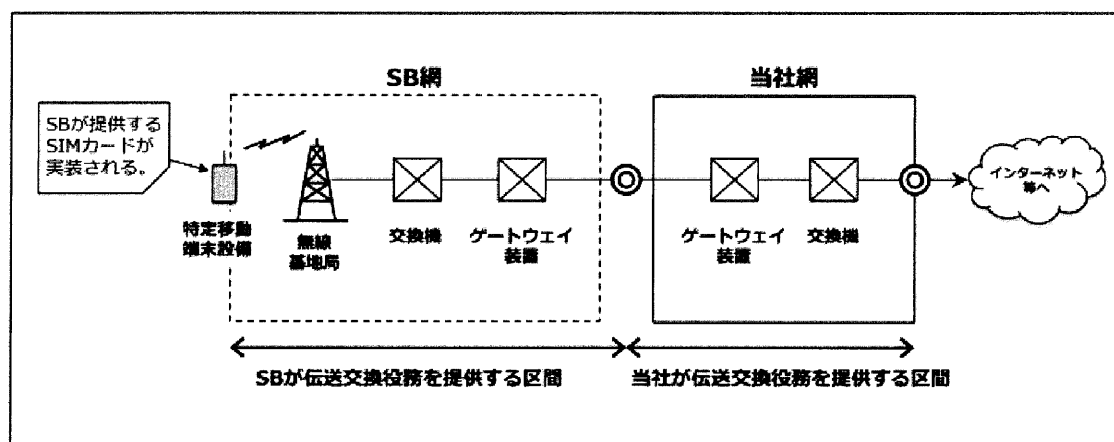 SB網
当社網
SBが提供する
SIMカードが
実装される。
インターネット
等へ
特定移動
端末設備
無線
基地局
交換機
ゲートウェイ
装置
ゲートウェイ
装置
交換機
SBが伝送交換役務を提供する区間
当社が伝送交換役務を提供する区間